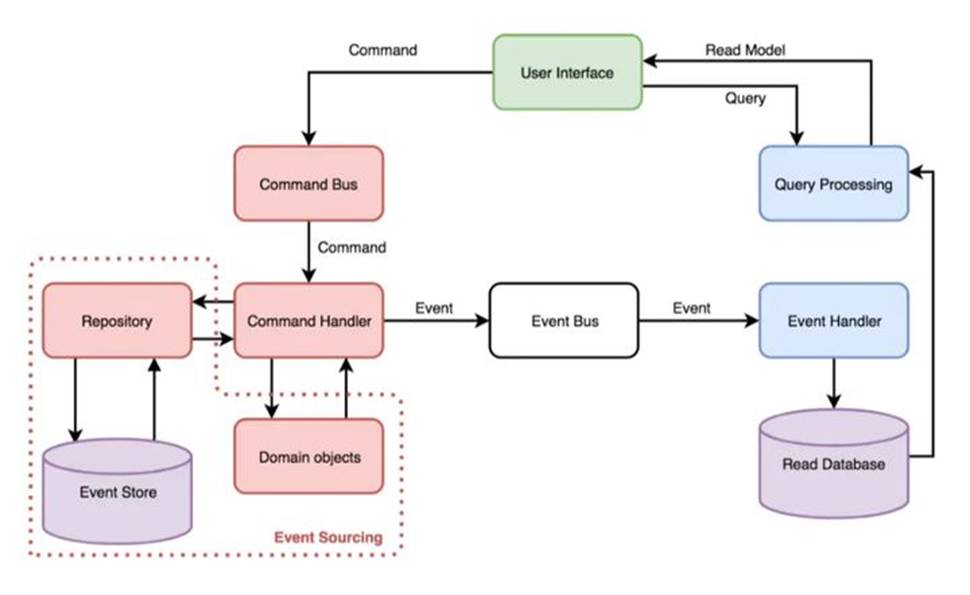 Command
User Interface
Read Model
Query
Command Bus
Query Processing
Command
Repository
Command Handler
Event
Event Bus
Event
Event Handler
Domain objects
Read Database
Event Store
Event Sourcing